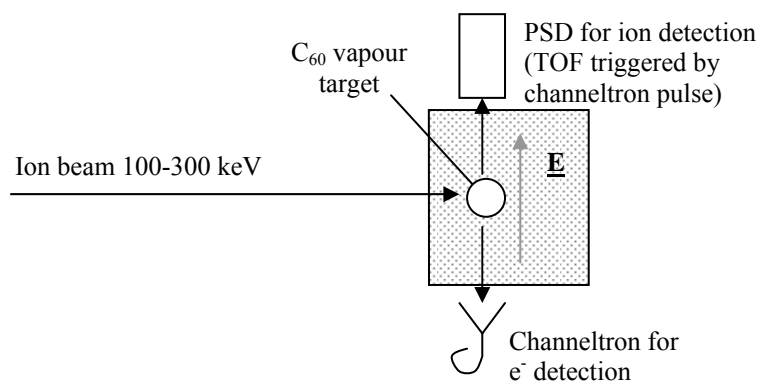 PSD for ion detection
(TOF triggered by
channeltron pulse)
C₆₀ vapour
target
Ion beam 100-300 keV
E
Channeltron for
e⁻ detection